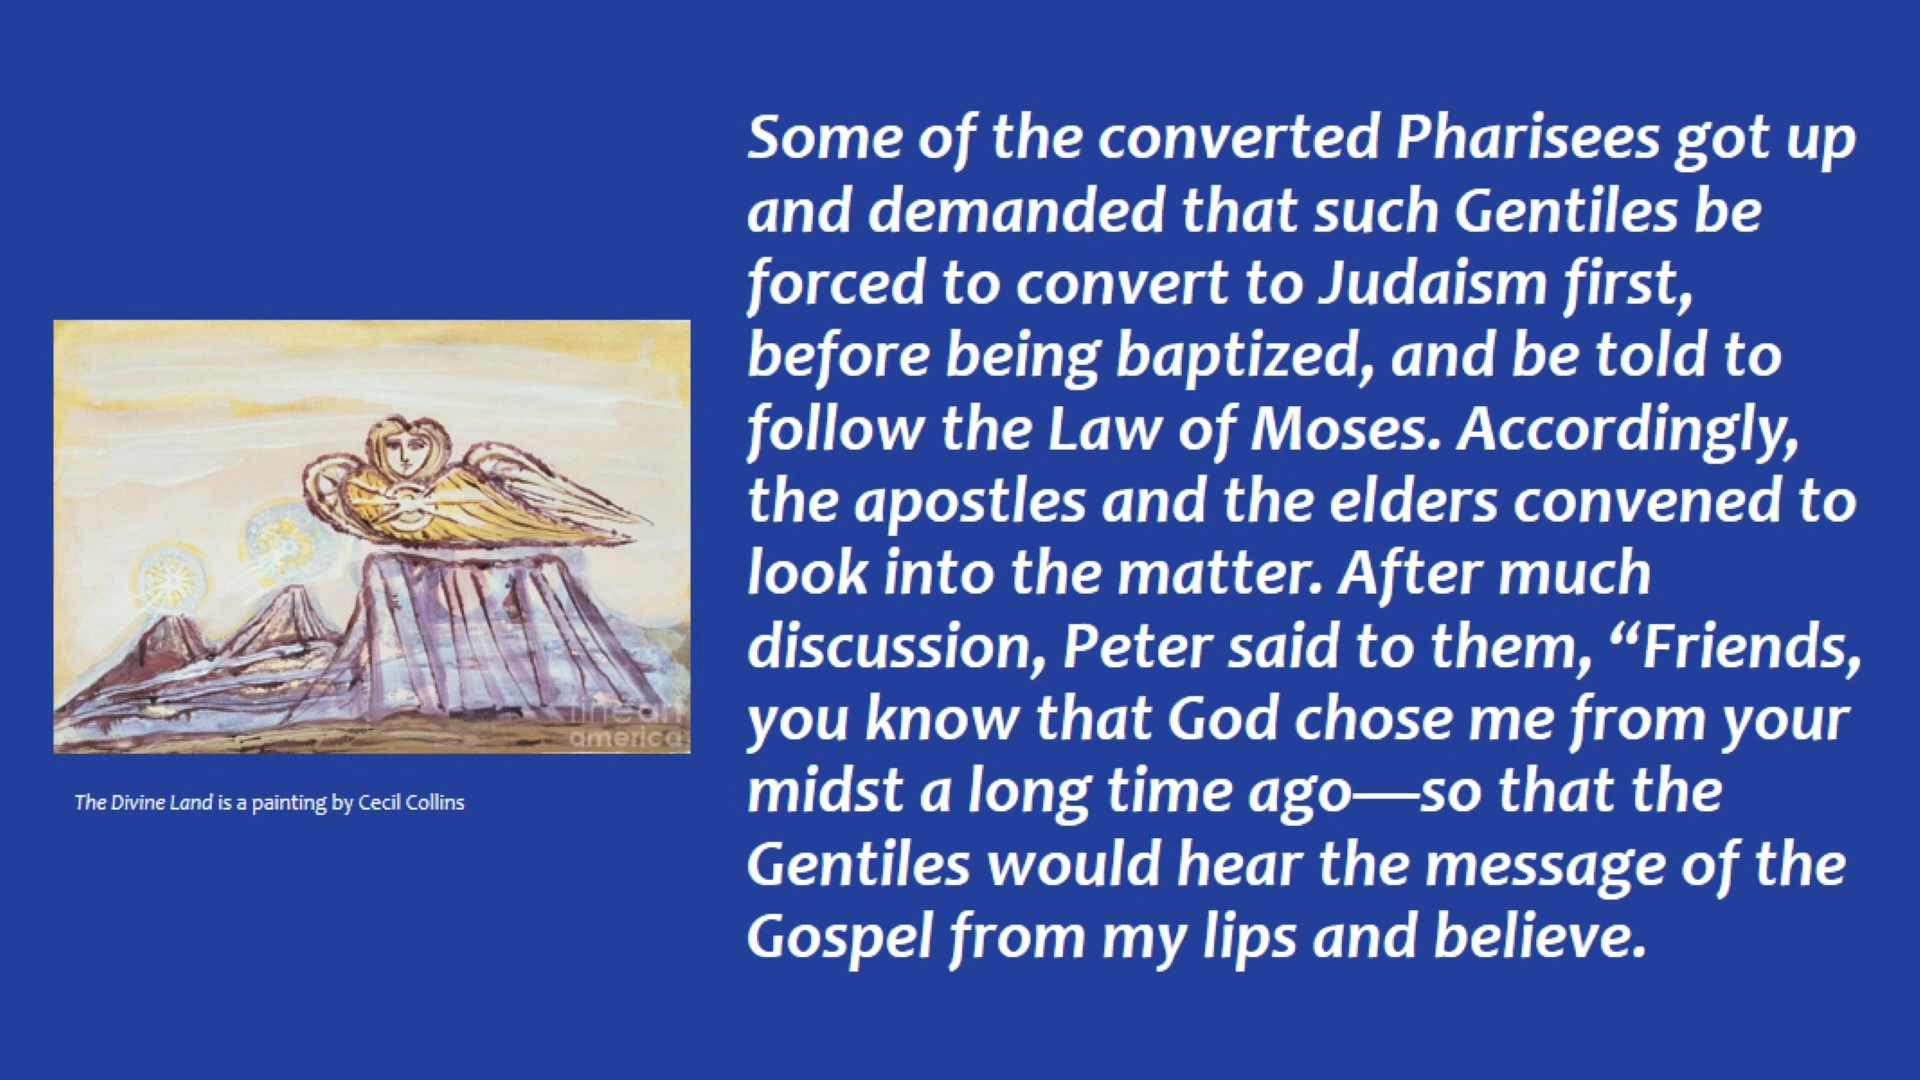 Some of the converted Pharisees got up
and demanded that such Gentiles be
forced to convert to Judaism first,
before being baptized, and be told to
follow the Law of Moses. Accordingly,
the apostles and the elders convened to
look into the matter. After much
discussion, Peter said to them, “Friends,
you know that God chose me from your
midst a long time ago—so that the
Gentiles would hear the message of the
Gospel from my lips and believe.
fine art
america
The Divine Land is a painting by Cecil Collins